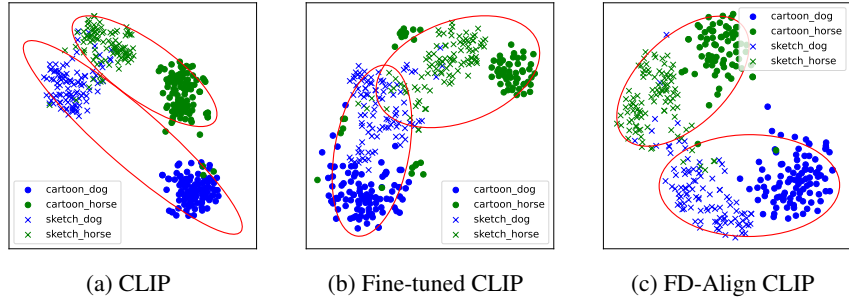 cartoon_dog
cartoon_horse
sketch_dog
sketch_horse
(a) CLIP
cartoon_dog
cartoon_horse
sketch_dog
sketch_horse
(b) Fine-tuned CLIP
cartoon_dog
cartoon_horse
sketch_dog
sketch_horse
(c) FD-Align CLIP